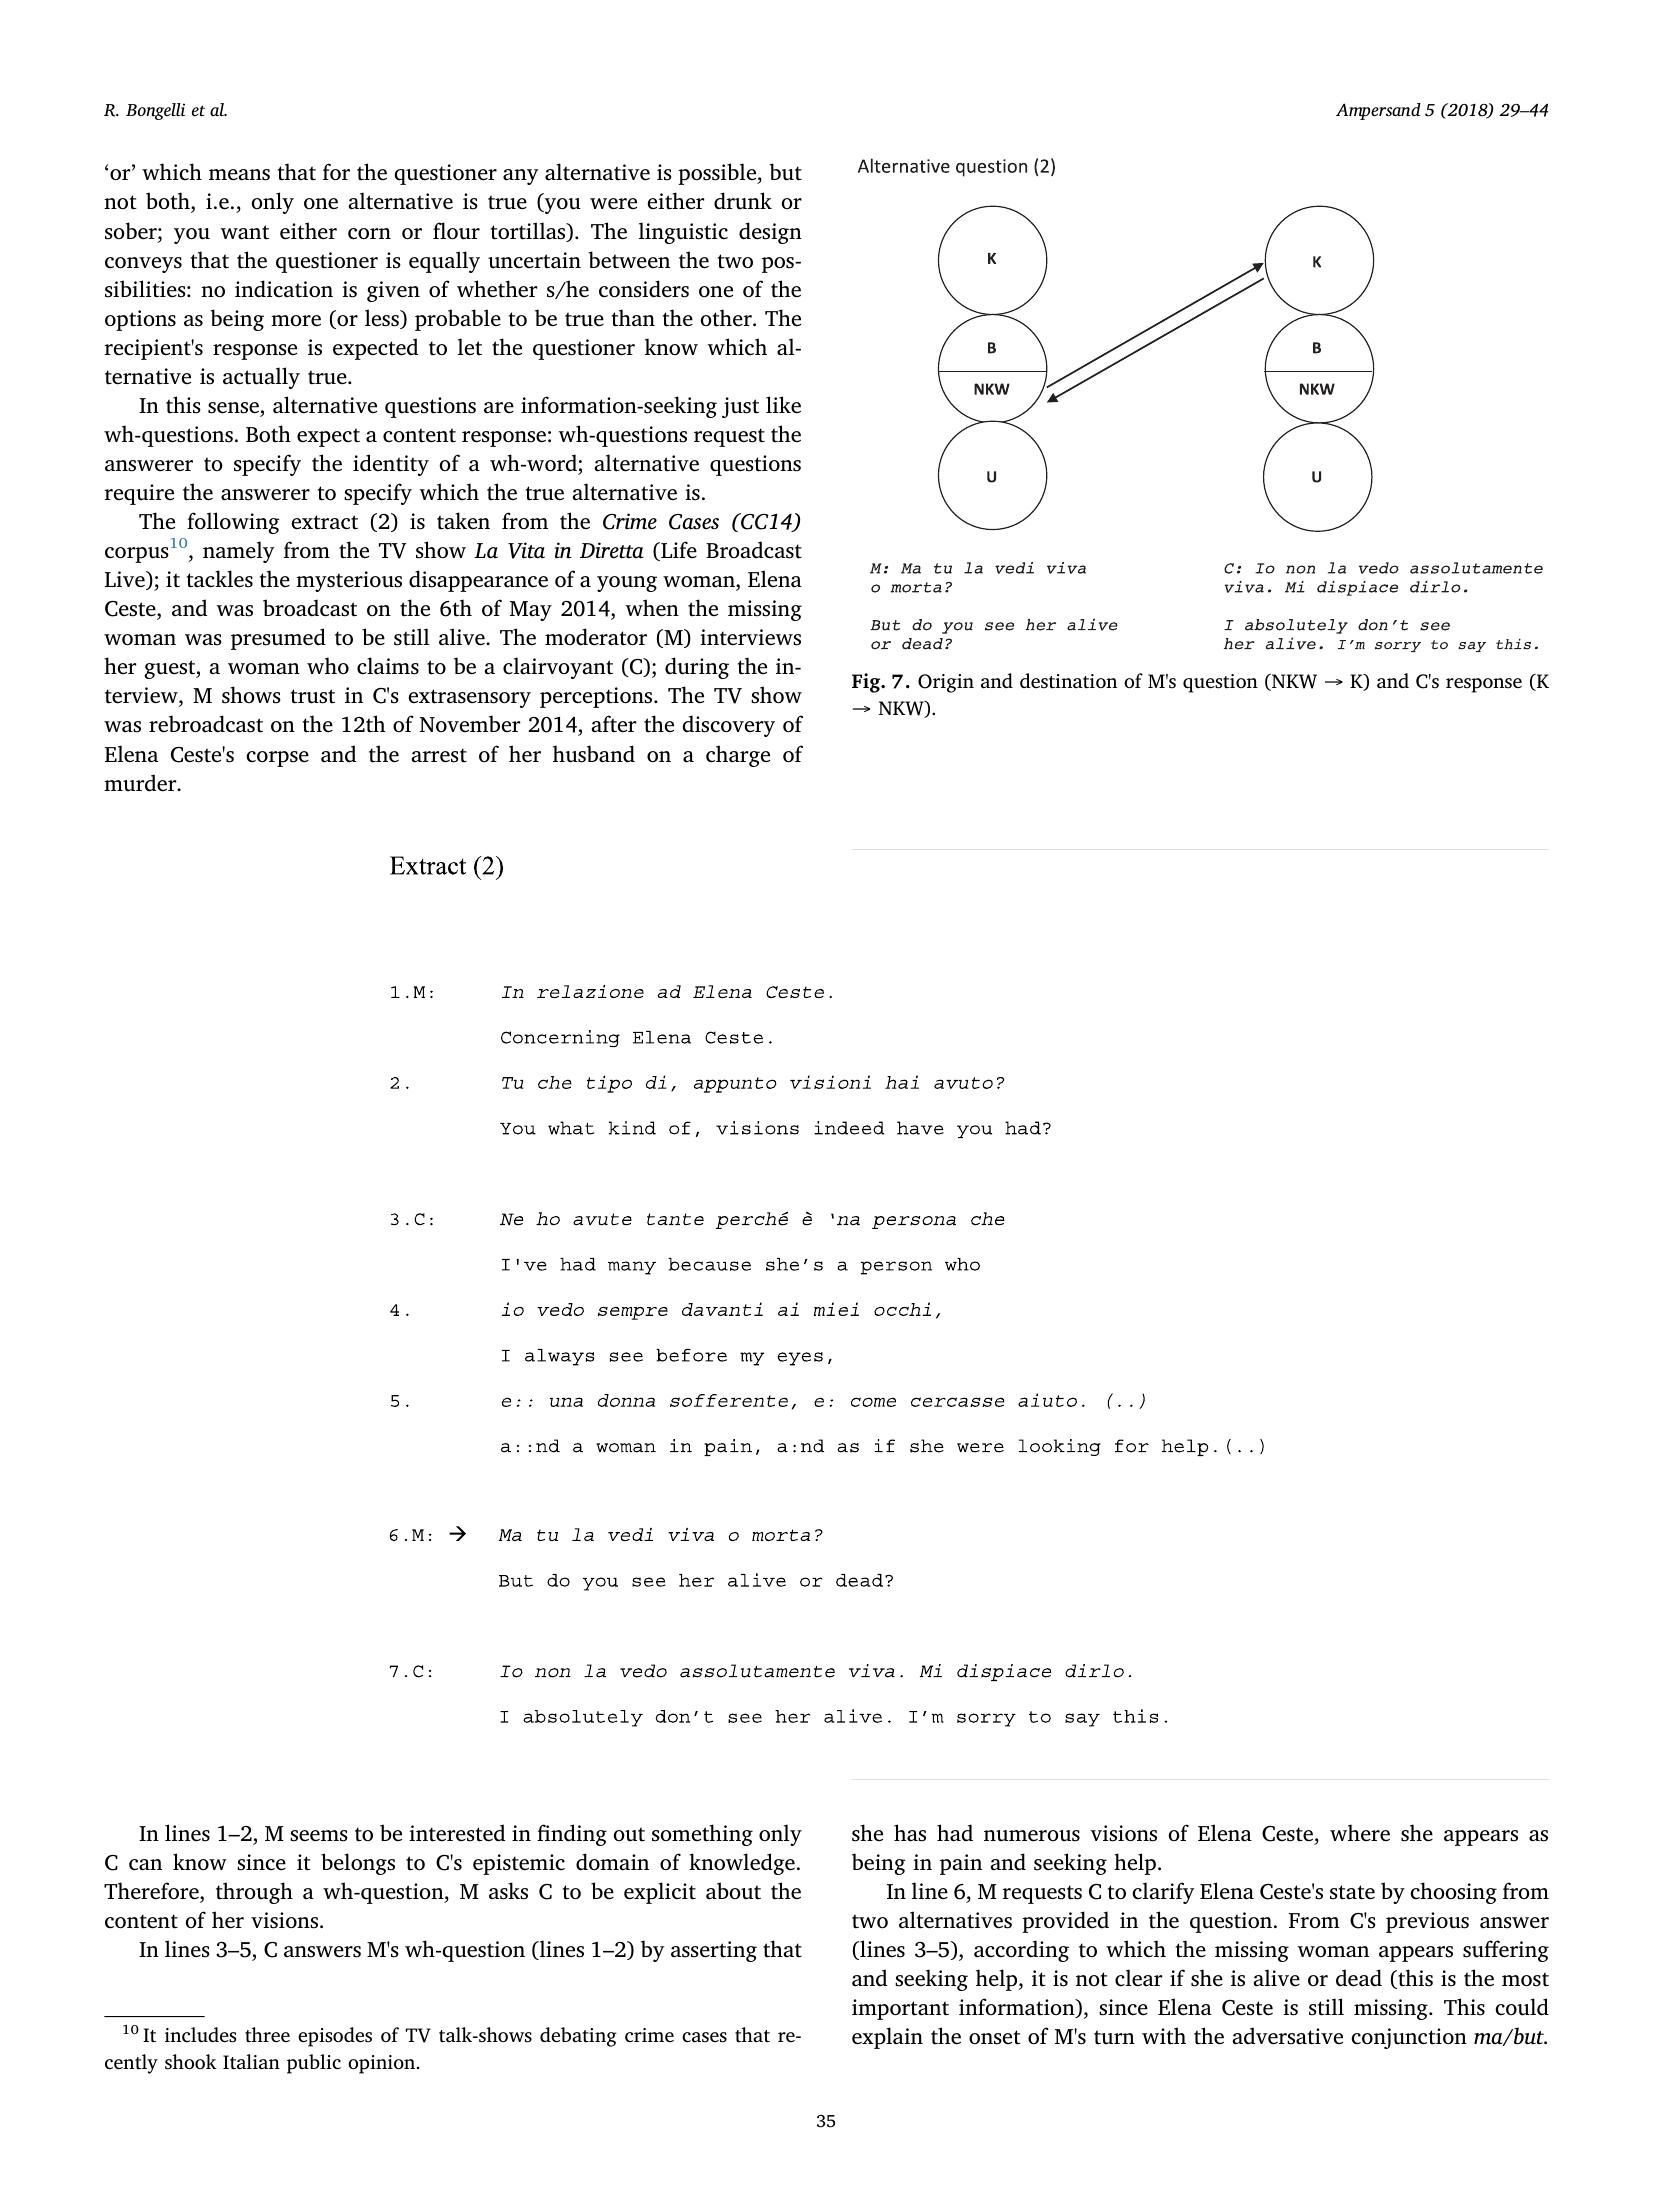 R. Bongelli et al.
Ampersand 5 (2018) 29–44
‘or’ which means that for the questioner any alternative is possible, but
not both, i.e., only one alternative is true (you were either drunk or
sober; you want either corn or flour tortillas). The linguistic design
conveys that the questioner is equally uncertain between the two pos-
sibilities: no indication is given of whether s/he considers one of the
options as being more (or less) probable to be true than the other. The
recipient's response is expected to let the questioner know which al-
ternative is actually true.
In this sense, alternative questions are information-seeking just like
wh-questions. Both expect a content response: wh-questions request the
answerer to specify the identity of a wh-word; alternative questions
require the answerer to specify which the true alternative is.
The following extract (2) is taken from the Crime Cases (CC14)
corpus10, namely from the TV show La Vita in Diretta (Life Broadcast
Live); it tackles the mysterious disappearance of a young woman, Elena
Ceste, and was broadcast on the 6th of May 2014, when the missing
woman was presumed to be still alive. The moderator (M) interviews
her guest, a woman who claims to be a clairvoyant (C); during the in-
terview, M shows trust in C's extrasensory perceptions. The TV show
was rebroadcast on the 12th of November 2014, after the discovery of
Elena Ceste's corpse and the arrest of her husband on a charge of
murder.
Alternative question (2)
K
B
NKW
U
K
B
NKW
U
M: Ma tu la vedi viva
o morta?
But do you see her alive
or dead?
C: Io non la vedo assolutamente
viva. Mi dispiace dirlo.
I absolutely don’t see
her alive. I’m sorry to say this.
Fig. 7. Origin and destination of M's question (NKW → K) and C's response (K
→ NKW).
Extract (2)
1.M: In relazione ad Elena Ceste.
Concerning Elena Ceste.
2. Tu che tipo di, appunto visioni hai avuto?
You what kind of, visions indeed have you had?
3.C: Ne ho avute tante perché è ‘na persona che
I've had many because she’s a person who
4. io vedo sempre davanti ai miei occhi,
I always see before my eyes,
5. e:: una donna sofferente, e: come cercasse aiuto. (..)
a::nd a woman in pain, a:nd as if she were looking for help.(..)
6.M: → Ma tu la vedi viva o morta?
But do you see her alive or dead?
7.C: Io non la vedo assolutamente viva. Mi dispiace dirlo.
I absolutely don’t see her alive. I’m sorry to say this.
In lines 1–2, M seems to be interested in finding out something only
C can know since it belongs to C's epistemic domain of knowledge.
Therefore, through a wh-question, M asks C to be explicit about the
content of her visions.
In lines 3–5, C answers M's wh-question (lines 1–2) by asserting that
she has had numerous visions of Elena Ceste, where she appears as
being in pain and seeking help.
In line 6, M requests C to clarify Elena Ceste's state by choosing from
two alternatives provided in the question. From C's previous answer
(lines 3–5), according to which the missing woman appears suffering
and seeking help, it is not clear if she is alive or dead (this is the most
important information), since Elena Ceste is still missing. This could
explain the onset of M's turn with the adversative conjunction ma/but.
10 It includes three episodes of TV talk-shows debating crime cases that re-
cently shook Italian public opinion.
35